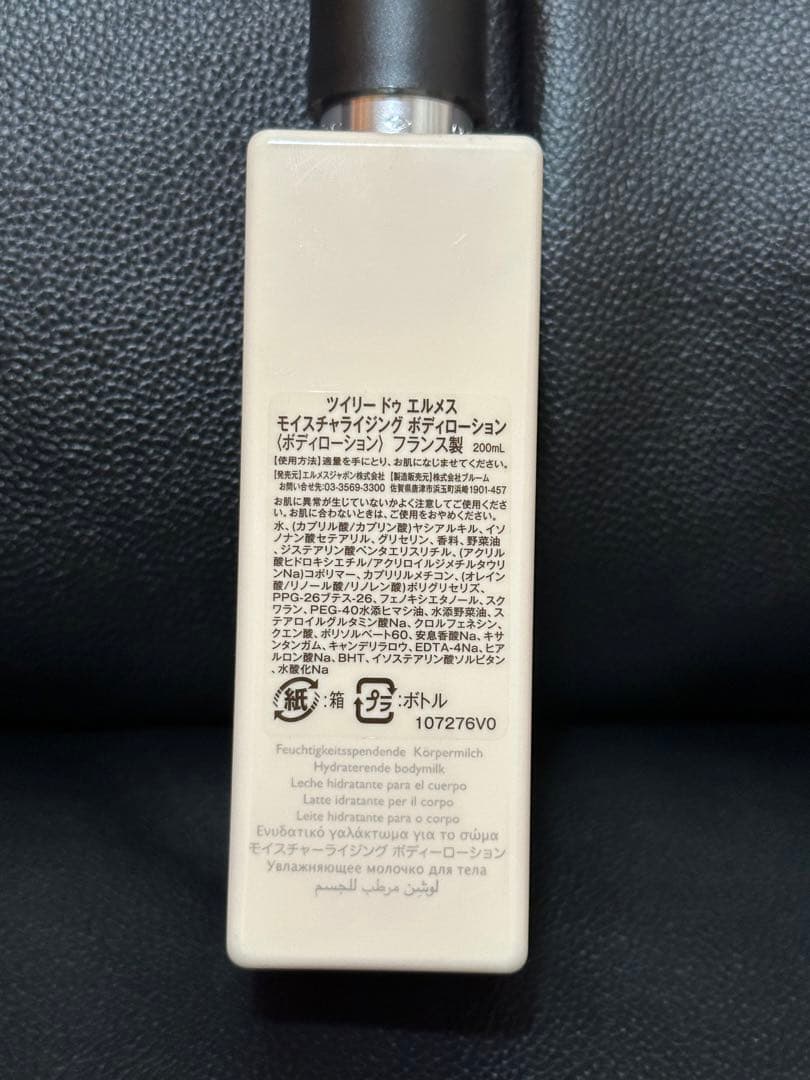 ツイリー ドゥ エルメス
モイスチャライジング ボディローション
〈ボディローション〉 フランス製 200mL
【使用方法】適量を手にとり、お肌になじませてください。
【発売元】エルメスジャポン株式会社 【製造販売元】株式会社ブルーム
お問い合せ先:03-3569-3300 佐賀県唐津市浜玉町浜崎1901-457
お肌に異常が生じていないかよく注意してご使用くださ
い。お肌に合わないときは、ご使用をおやめください。
水、(カプリル酸/カプリン酸)ヤシアルキル、イソ
ノナン酸セテアリル、グリセリン、香料、野菜油
、ジステアリン酸ペンタエリスリチル、(アクリル
酸ヒドロキシエチル/アクリロイルジメチルタウリ
ンNa)コポリマー、カプリリルメチコン、(オレイン
酸/リノール酸/リノレン酸)ポリグリセリズ、
PPG-26ブテス-26、フェノキシエタノール、スク
ワラン、PEG-40水添ヒマシ油、水添野菜油、ス
テアロイルグルタミン酸Na、クロルフェネシン、
クエン酸、ポリソルベート60、安息香酸Na、キサ
ンタンガム、キャンデリラロウ、EDTA-4Na、ヒア
ルロン酸Na、BHT、イソステアリン酸ソルビタン
、水酸化Na
紙 :箱 プラ :ボトル
107276V0
Feuchtigkeitsspendende Körpermilch
Hydraterende bodymilk
Leche hidratante para el cuerpo
Latte idratante per il corpo
Leite hidratante para o corpo
Ενυδατικό γαλάκτωμα για το σώμα
モイスチャーライジング ボディーローション
Увлажняющее молочко для тела
لوشن مرطب للجسم